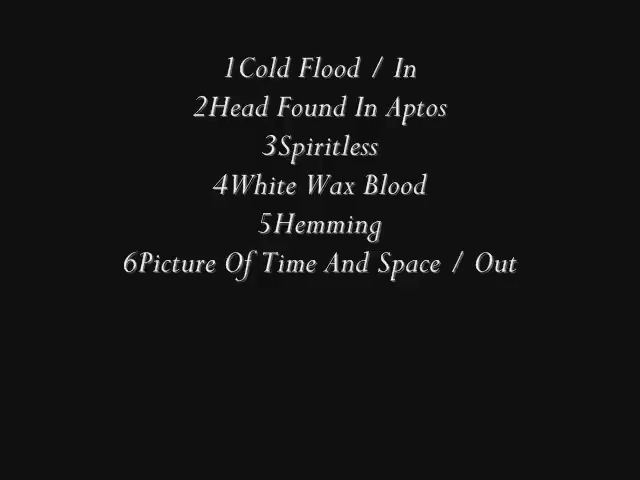 1Cold Flood / In
2Head Found In Aptos
3Spiritless
4White Wax Blood
5Hemming
6Picture Of Time And Space / Out